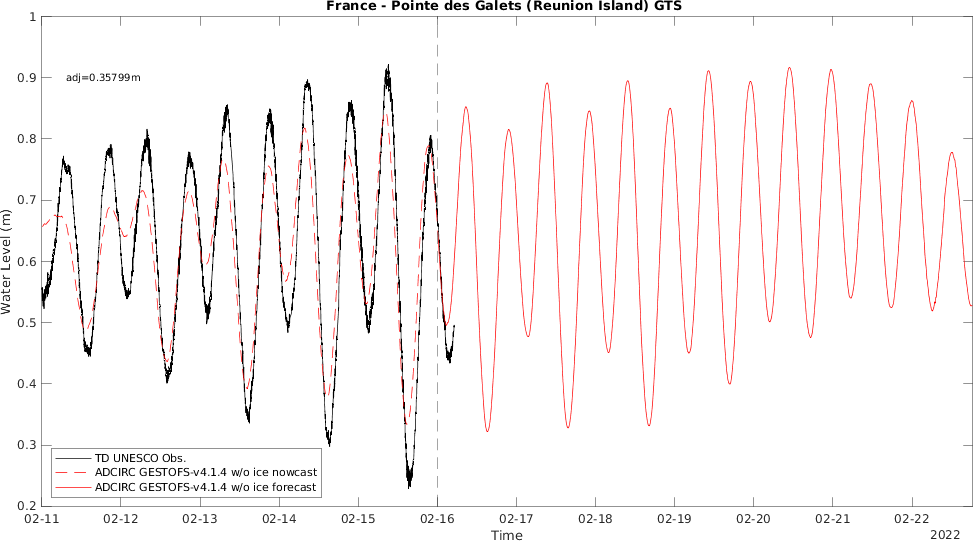 France - Pointe des Galets (Reunion Island) GTS
adj=0.35799m
Water Level (m)
1
0.9
0.8
0.7
0.6
0.5
0.4
0.3
0.2
TD UNESCO Obs.
ADCIRC GESTOFS-v4.1.4 w/o ice nowcast
ADCIRC GESTOFS-v4.1.4 w/o ice forecast
02-11 02-12 02-13 02-14 02-15 02-16 02-17 02-18 02-19 02-20 02-21 02-22
Time
2022